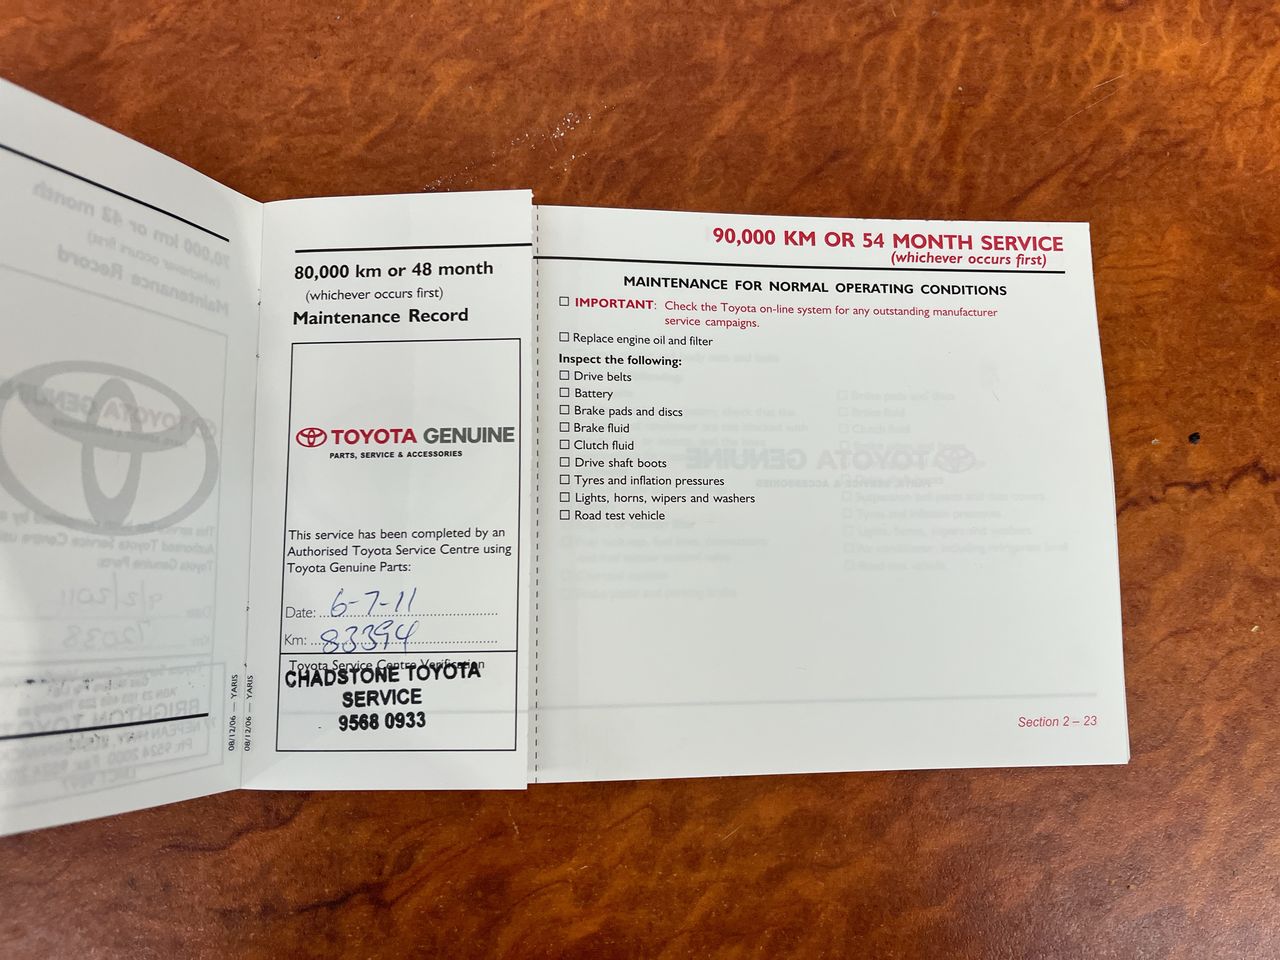 80,000 km or 48 month
(whichever occurs first)
Maintenance Record
TOYOTA GENUINE
PARTS, SERVICE & ACCESSORIES
This service has been completed by an
Authorised Toyota Service Centre using
Toyota Genuine Parts:
Date: 6-7-11
Km: 83394
Toyota Service Centre Verification
CHADSTONE TOYOTA
SERVICE
9568 0933
08/12/06 — YARIS
08/12/06 — YARIS
90,000 KM OR 54 MONTH SERVICE
(whichever occurs first)
MAINTENANCE FOR NORMAL OPERATING CONDITIONS
IMPORTANT: Check the Toyota on-line system for any outstanding manufacturer
service campaigns.
Replace engine oil and filter
Inspect the following:
Drive belts
Battery
Brake pads and discs
Brake fluid
Clutch fluid
Drive shaft boots
Tyres and inflation pressures
Lights, horns, wipers and washers
Road test vehicle
Section 2 – 23